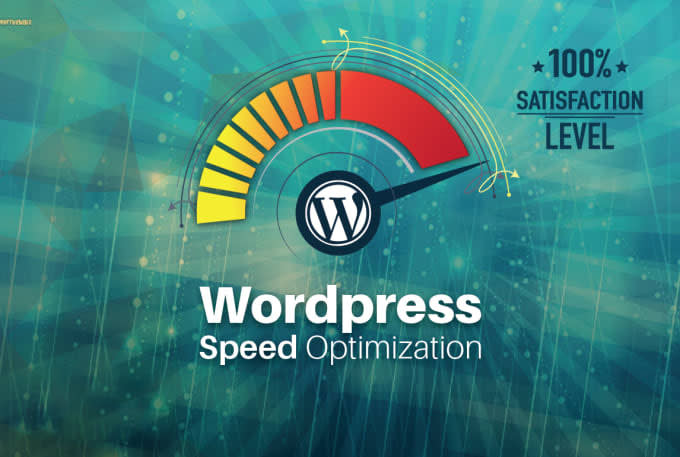 100%
SATISFACTION
LEVEL
W
Wordpress
Speed Optimization